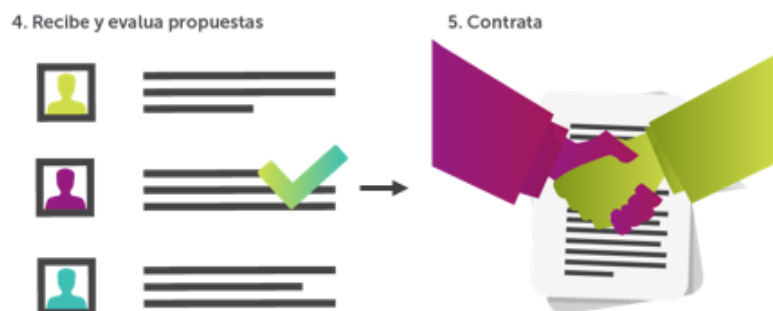 4. Recibe y evalua propuestas
5. Contrata